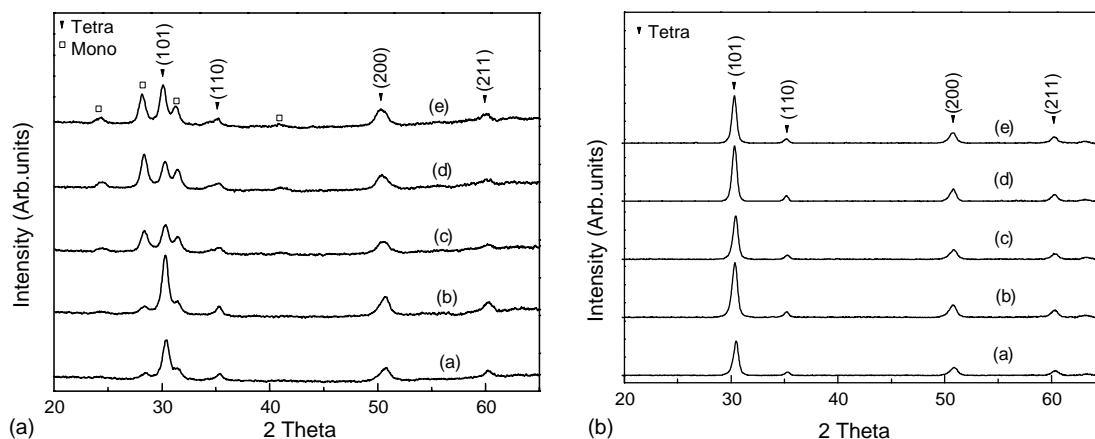 Tetra
Mono
(101)
(110)
(200)
(211)
(e)
(d)
(c)
(b)
(a)
Intensity (Arb.units)
20 30 40 50 60
2 Theta
(a)
Tetra
(101)
(110)
(200)
(211)
(e)
(d)
(c)
(b)
(a)
Intensity (Arb.units)
20 30 40 50 60
2 Theta
(b)